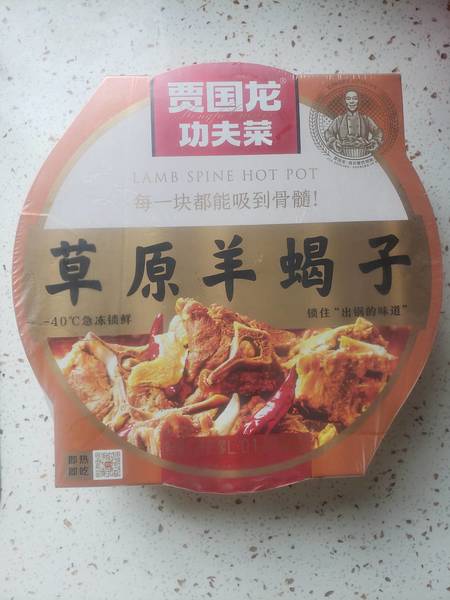 贾国龙®
功夫菜
LAMB SPINE HOT POT
每一块都能吸到骨髓!
草原羊蝎子
-40℃急冻锁鲜
锁住“出锅的味道”
即热
即吃